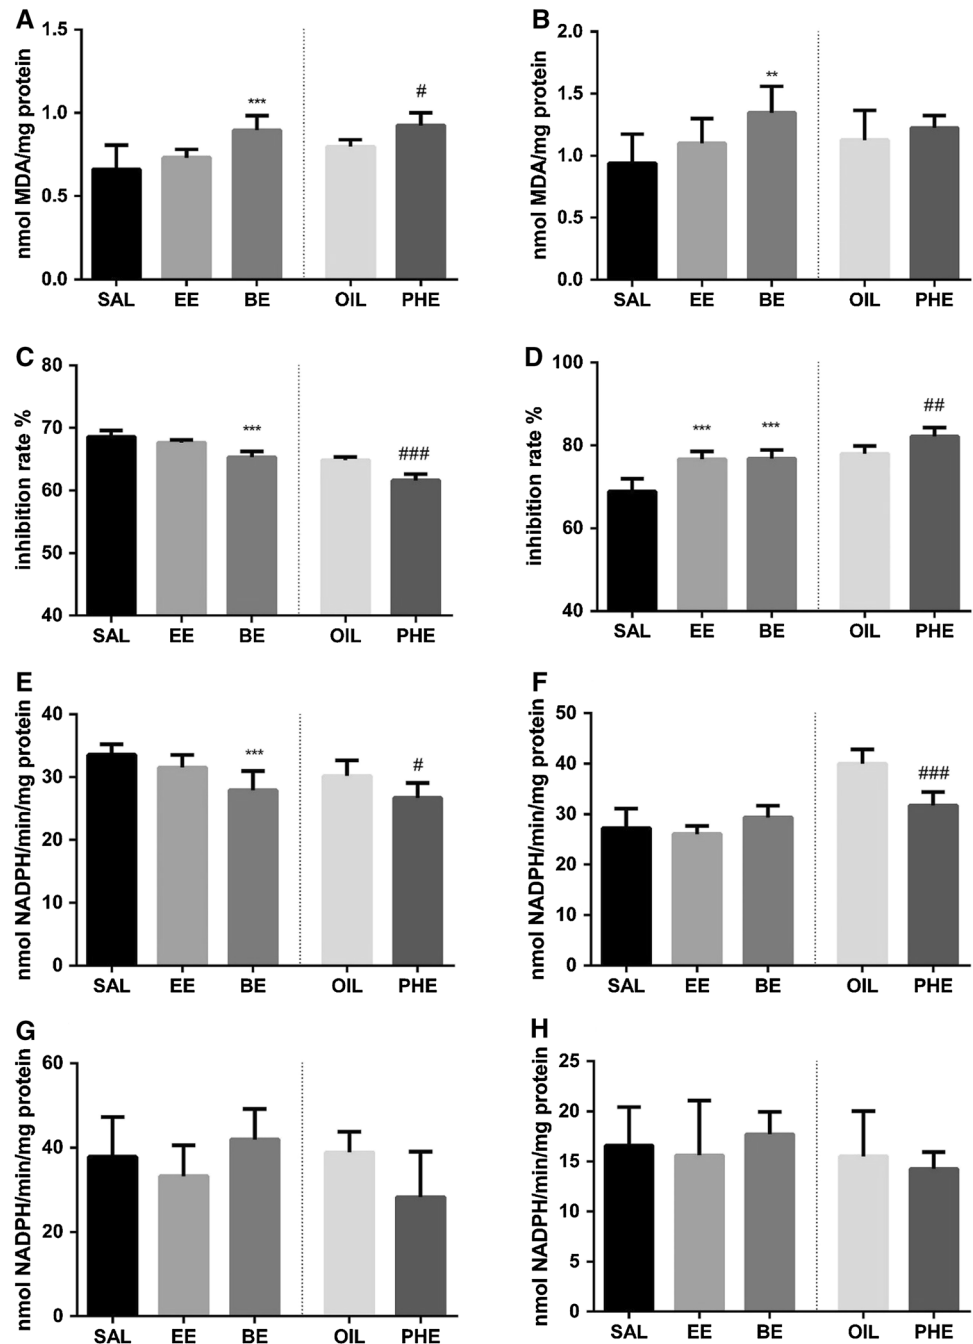 A
nmol MDA/mg protein
1.5
1.0
0.5
0.0
***
#
SAL EE BE OIL PHE
B
nmol MDA/mg protein
2.0
1.5
1.0
0.5
0.0
**
SAL EE BE OIL PHE
C
inhibition rate %
80
70
60
50
40
***
###
SAL EE BE OIL PHE
D
inhibition rate %
100
80
60
40
***
***
##
SAL EE BE OIL PHE
E
nmol NADPH/min/mg protein
40
30
20
10
0
***
#
SAL EE BE OIL PHE
F
nmol NADPH/min/mg protein
50
40
30
20
10
0
###
SAL EE BE OIL PHE
G
nmol NADPH/min/mg protein
60
40
20
0
SAL EE BE OIL PHE
H
nmol NADPH/min/mg protein
25
20
15
10
5
0
SAL EE BE OIL PHE